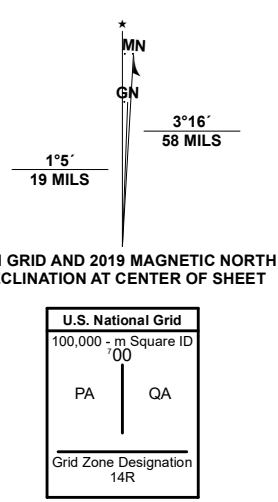 ★
MN
GN
3°16´
58 MILS
1°5´
19 MILS
GRID AND 2019 MAGNETIC NORTH
CLINATION AT CENTER OF SHEET
U.S. National Grid
100,000 - m Square ID
⁷00
PA QA
Grid Zone Designation
14R